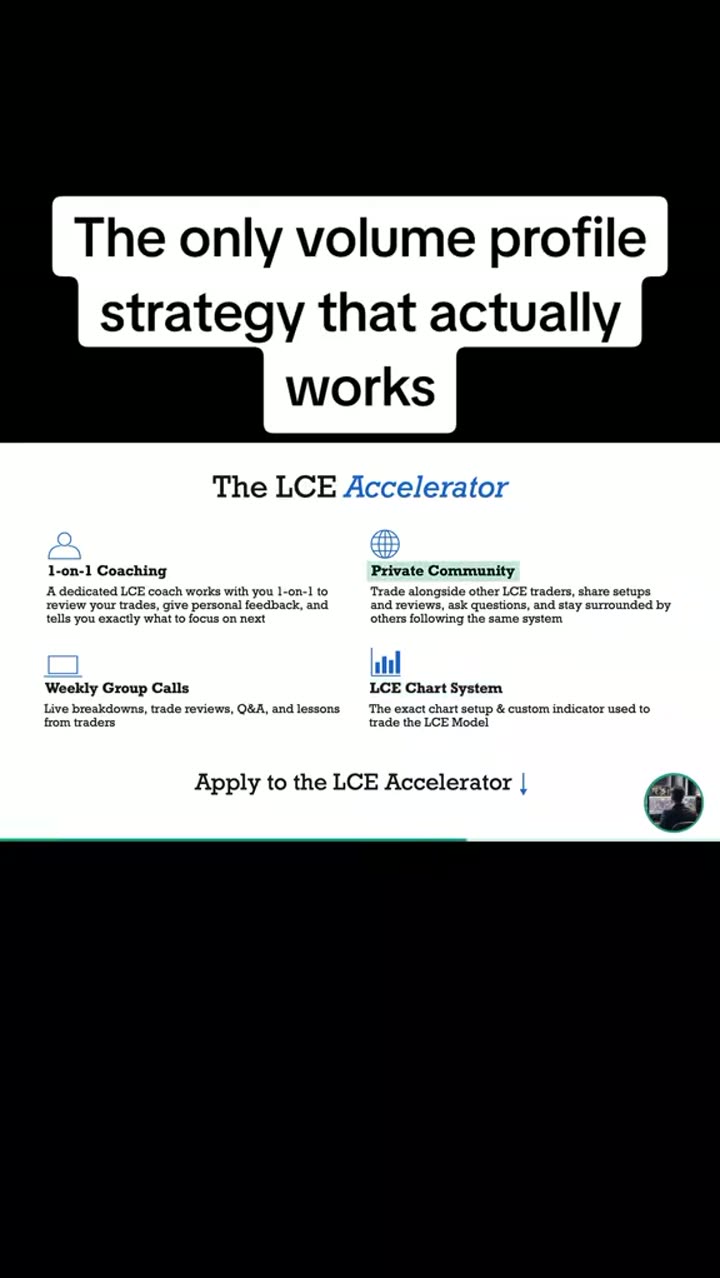 The only volume profile
strategy that actually
works
The LCE Accelerator
1-on-1 Coaching
A dedicated LCE coach works with you 1-on-1 to
review your trades, give personal feedback, and
tells you exactly what to focus on next
Private Community
Trade alongside other LCE traders, share setups
and reviews, ask questions, and stay surrounded by
others following the same system
Weekly Group Calls
Live breakdowns, trade reviews, Q&A, and lessons
from traders
LCE Chart System
The exact chart setup & custom indicator used to
trade the LCE Model
Apply to the LCE Accelerator ↓